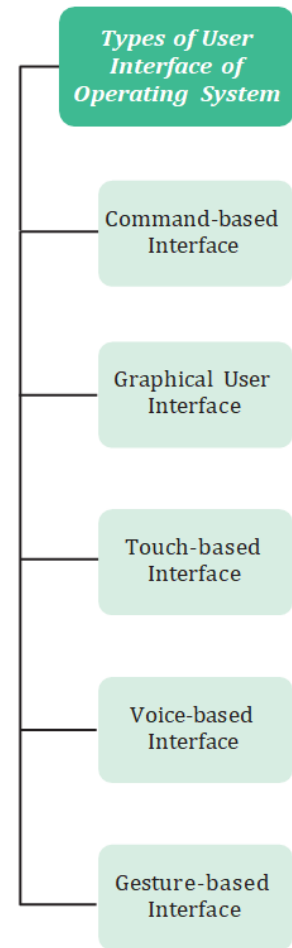 Types of User
Interface of
Operating System
Command-based
Interface
Graphical User
Interface
Touch-based
Interface
Voice-based
Interface
Gesture-based
Interface